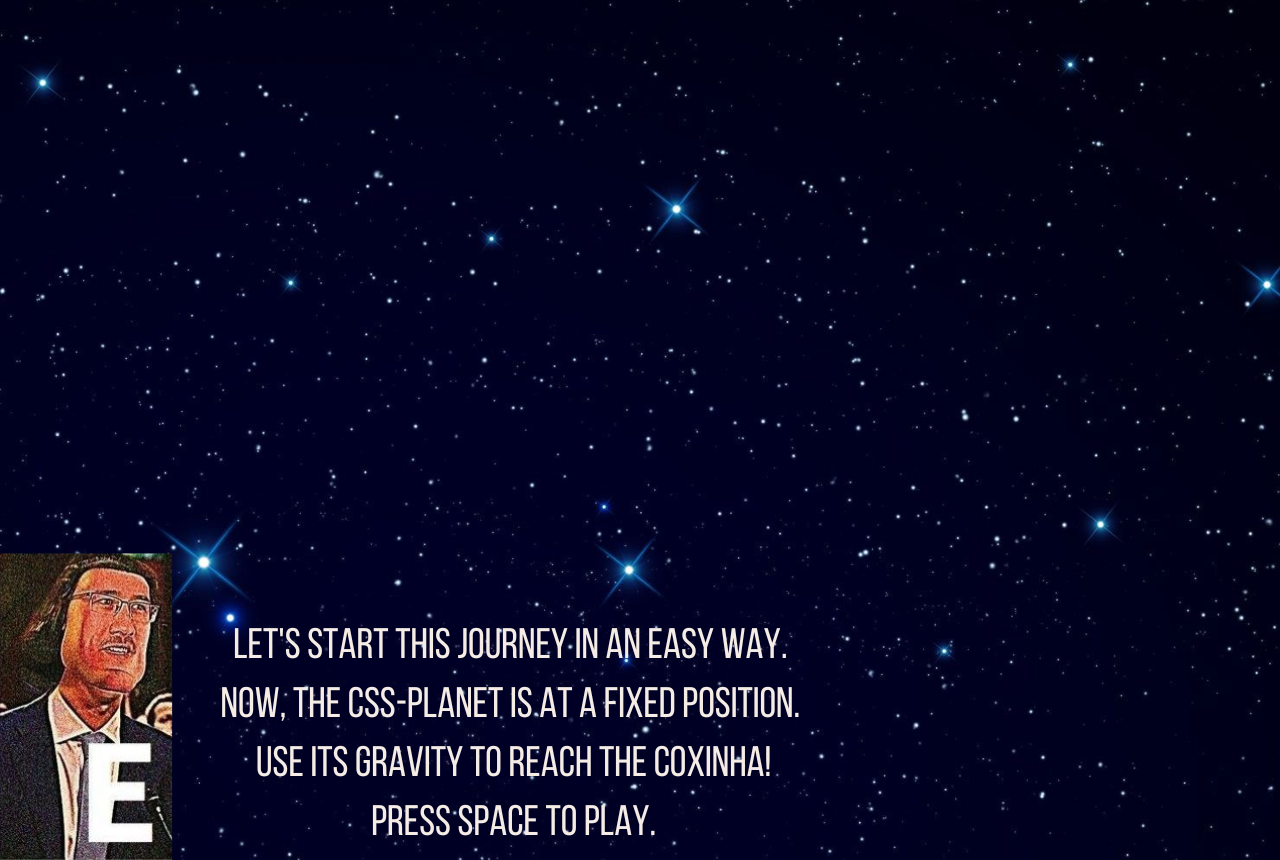 LET'S START THIS JOURNEY IN AN EASY WAY.
NOW, THE CSS-PLANET IS AT A FIXED POSITION.
USE ITS GRAVITY TO REACH THE COXINHA!
PRESS SPACE TO PLAY.
E